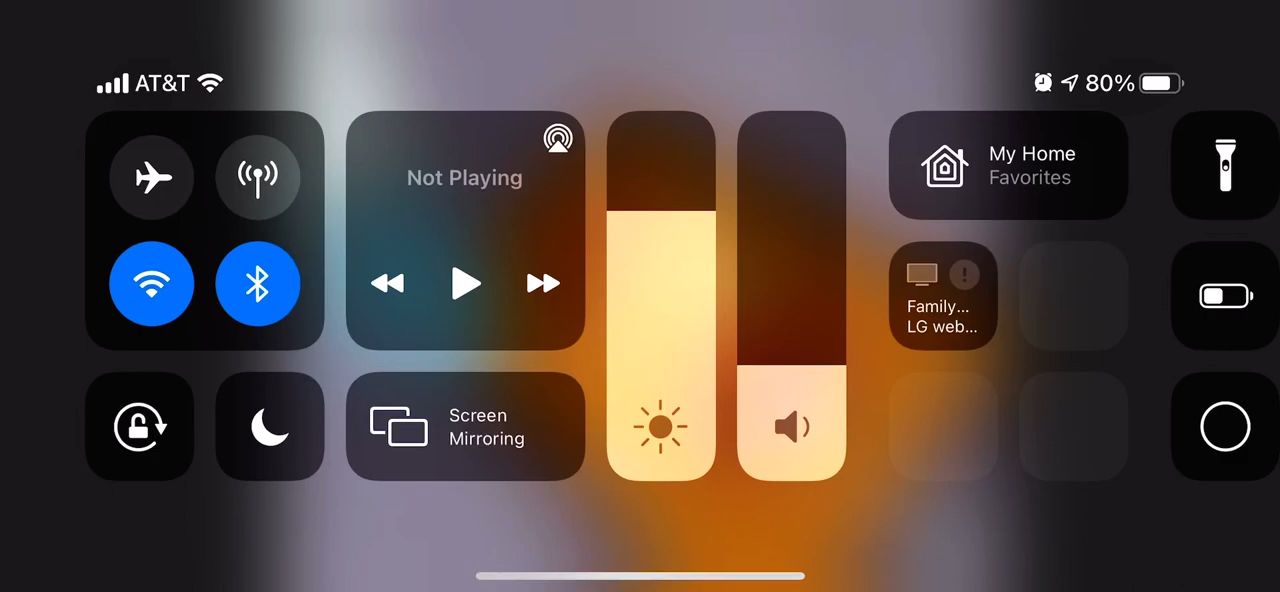 AT&T
80%
Not Playing
My Home
Favorites
Family...
LG web...
Screen
Mirroring